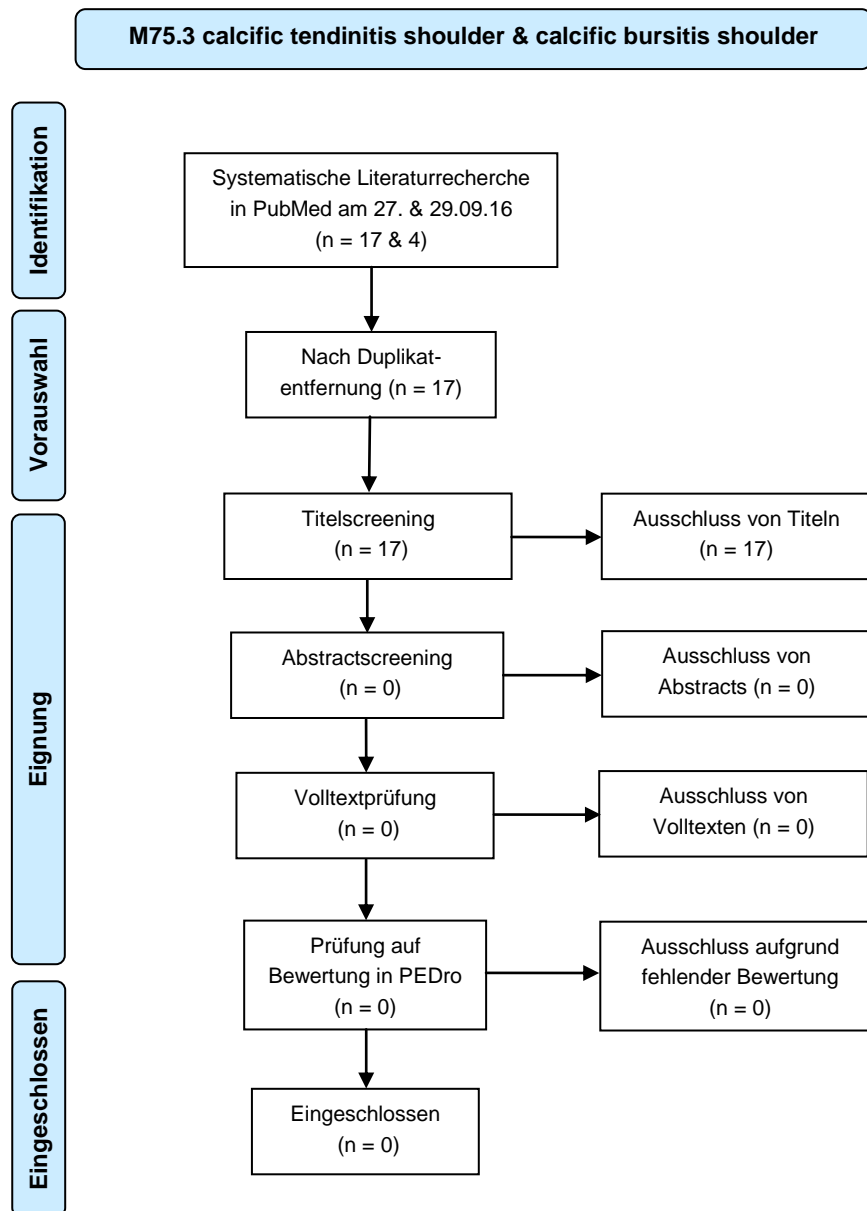 M75.3 calcific tendinitis shoulder & calcific bursitis shoulder
Identifikation
Systematische Literaturrecherche
in PubMed am 27. & 29.09.16
(n = 17 & 4)
Vorauswahl
Nach Duplikat-
entfernung (n = 17)
Eignung
Titelscreening
(n = 17)
Ausschluss von Titeln
(n = 17)
Abstractscreening
(n = 0)
Ausschluss von
Abstracts (n = 0)
Volltextprüfung
(n = 0)
Ausschluss von
Volltexten (n = 0)
Prüfung auf
Bewertung in PEDro
(n = 0)
Ausschluss aufgrund
fehlender Bewertung
(n = 0)
Eingeschlossen
Eingeschlossen
(n = 0)